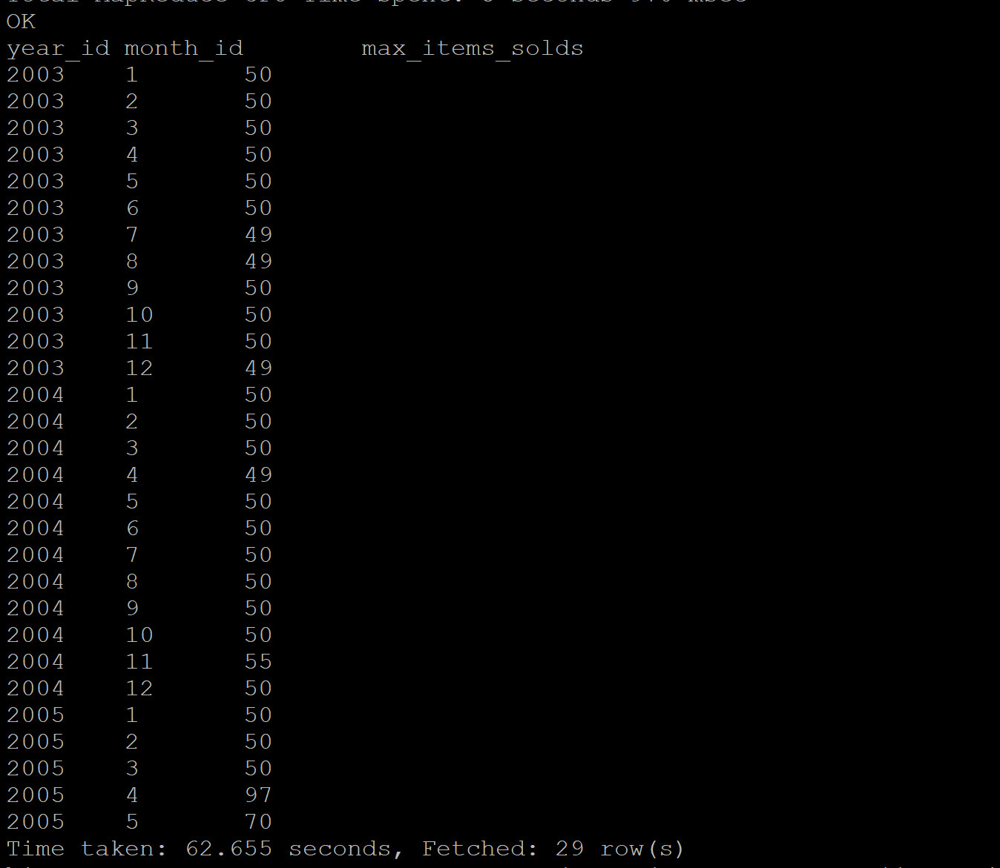 OK
year_id month_id max_items_solds
2003 1 50
2003 2 50
2003 3 50
2003 4 50
2003 5 50
2003 6 50
2003 7 49
2003 8 49
2003 9 50
2003 10 50
2003 11 50
2003 12 49
2004 1 50
2004 2 50
2004 3 50
2004 4 49
2004 5 50
2004 6 50
2004 7 50
2004 8 50
2004 9 50
2004 10 50
2004 11 55
2004 12 50
2005 1 50
2005 2 50
2005 3 50
2005 4 97
2005 5 70
Time taken: 62.655 seconds, Fetched: 29 row(s)